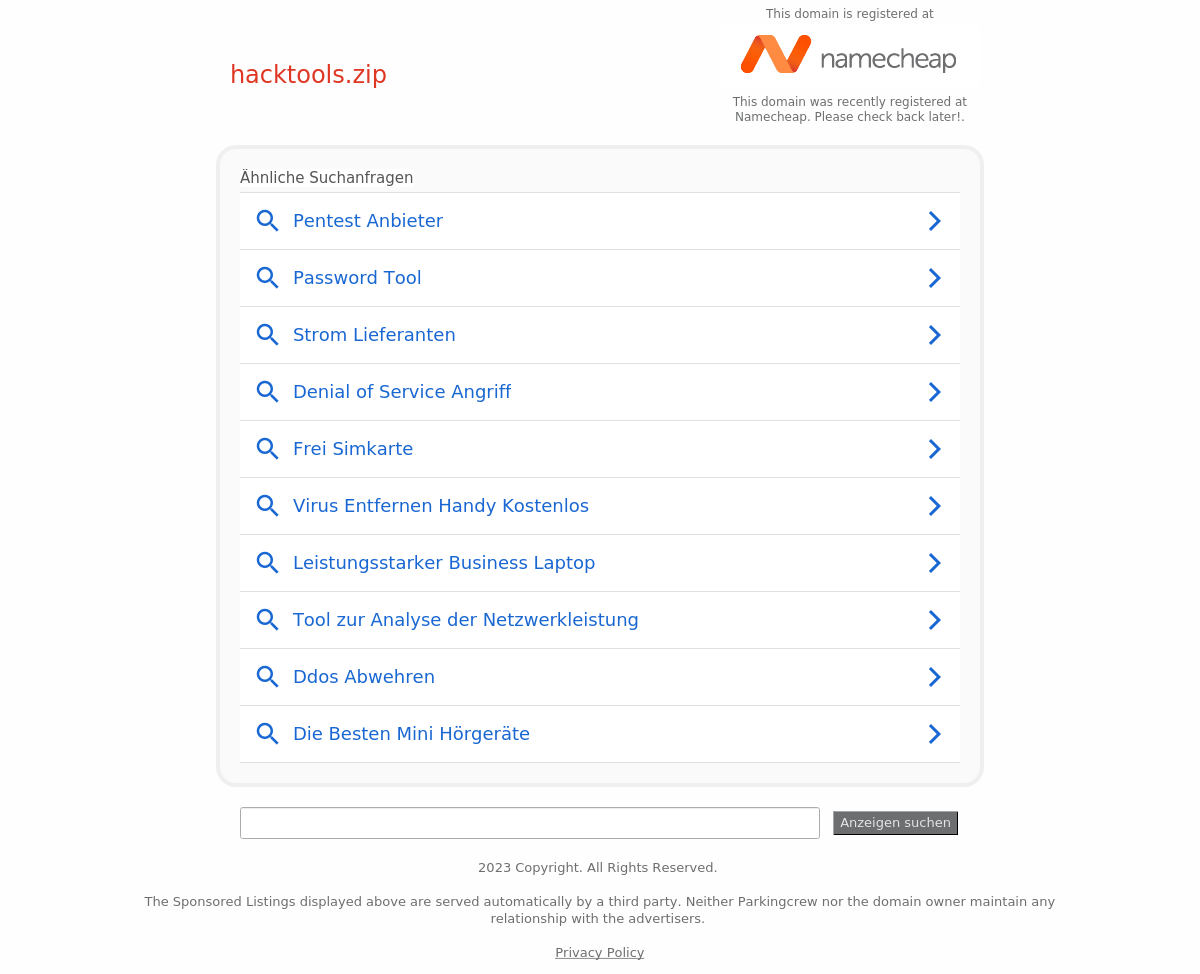 This domain is registered at
namecheap
hacktools.zip
This domain was recently registered at
Namecheap. Please check back later!.
Ähnliche Suchanfragen
Pentest Anbieter
Password Tool
Strom Lieferanten
Denial of Service Angriff
Frei Simkarte
Virus Entfernen Handy Kostenlos
Leistungsstarker Business Laptop
Tool zur Analyse der Netzwerkleistung
Ddos Abwehren
Die Besten Mini Hörgeräte
Anzeigen suchen
2023 Copyright. All Rights Reserved.
The Sponsored Listings displayed above are served automatically by a third party. Neither Parkingcrew nor the domain owner maintain any
relationship with the advertisers.
Privacy Policy